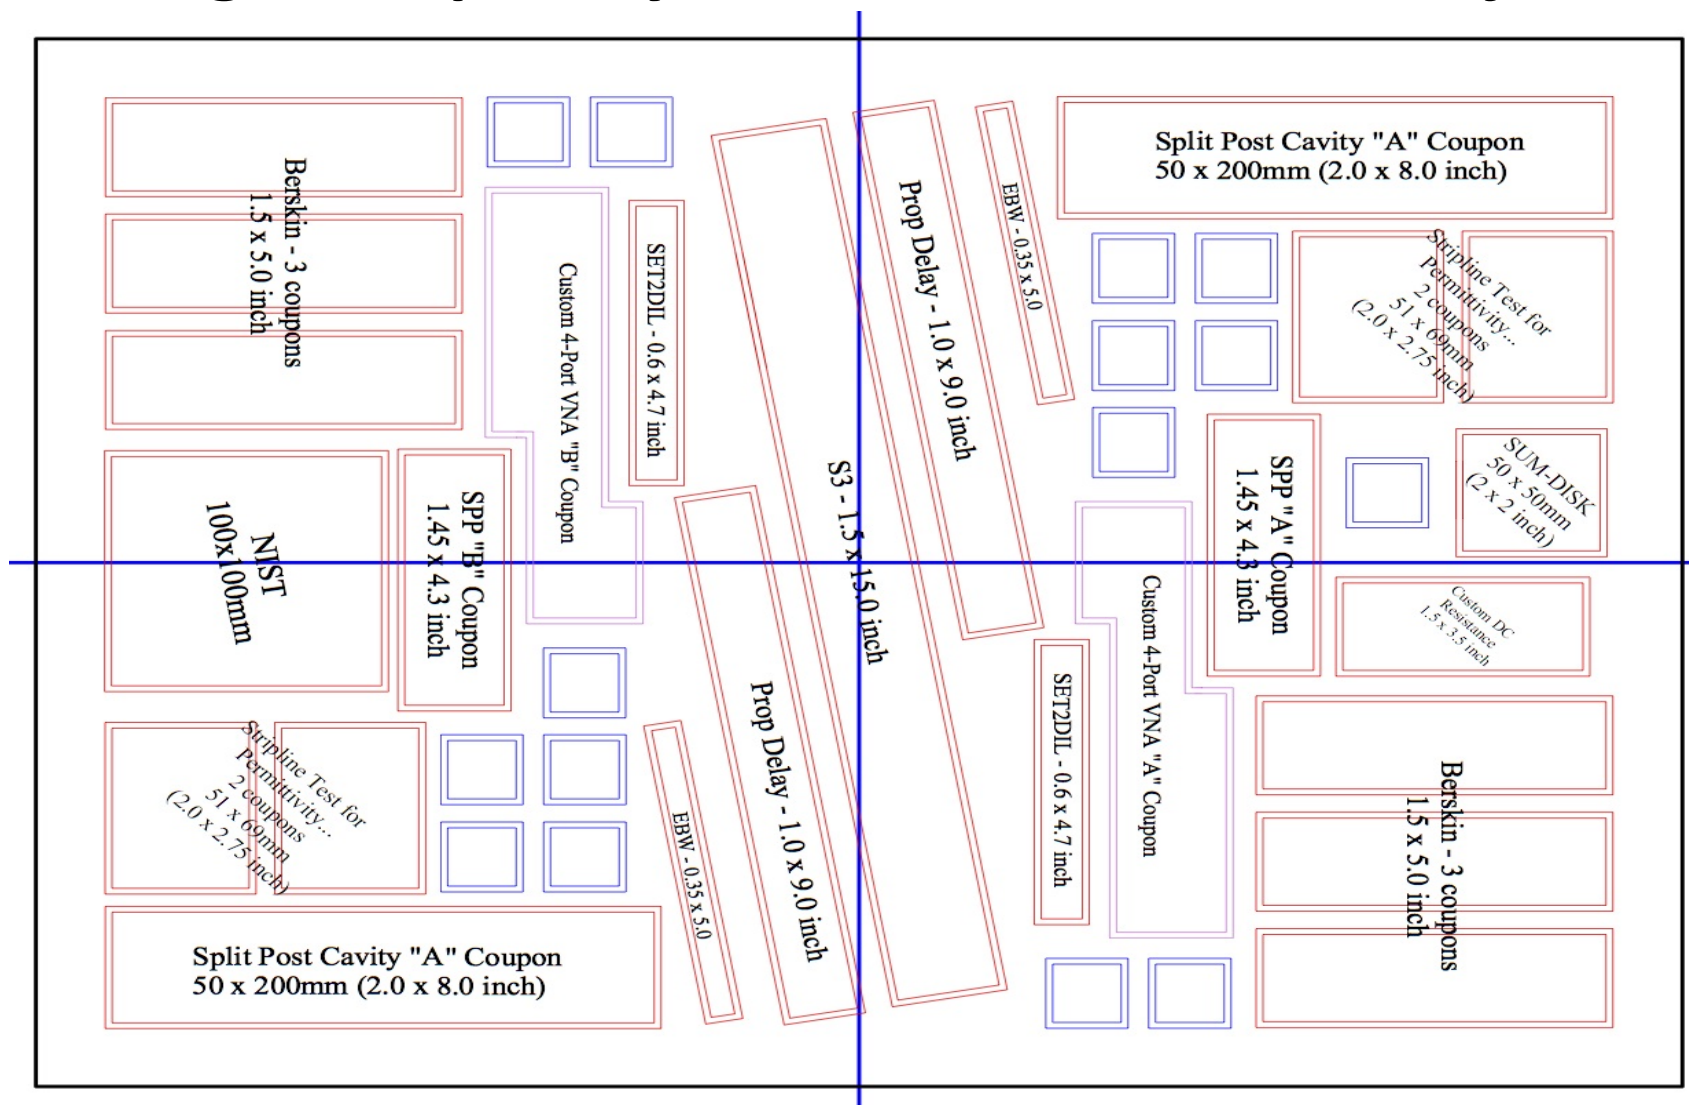 Berskin - 3 coupons
1.5 x 5.0 inch
Custom 4-Port VNA "B" Coupon
SET2DIL - 0.6 x 4.7 inch
S3 - 1.5 x 15.0 inch
Prop Delay - 1.0 x 9.0 inch
EBW - 0.35 x 5.0
Split Post Cavity "A" Coupon
50 x 200mm (2.0 x 8.0 inch)
Stripline Test for
Permittivity...
2 coupons
51 x 69mm
(2.0 x 2.75 inch)
NIST
100x100mm
SPP "B" Coupon
1.45 x 4.3 inch
SPP "A" Coupon
1.45 x 4.3 inch
SUM-DISK
50 x 50mm
(2 x 2 inch)
Custom DC
Resistance
1.5 x 3.5 inch
Stripline Test for
Permittivity...
2 coupons
51 x 69mm
(2.0 x 2.75 inch)
Split Post Cavity "A" Coupon
50 x 200mm (2.0 x 8.0 inch)
EBW - 0.35 x 5.0
Prop Delay - 1.0 x 9.0 inch
SET2DIL - 0.6 x 4.7 inch
Custom 4-Port VNA "A" Coupon
Berskin - 3 coupons
1.5 x 5.0 inch